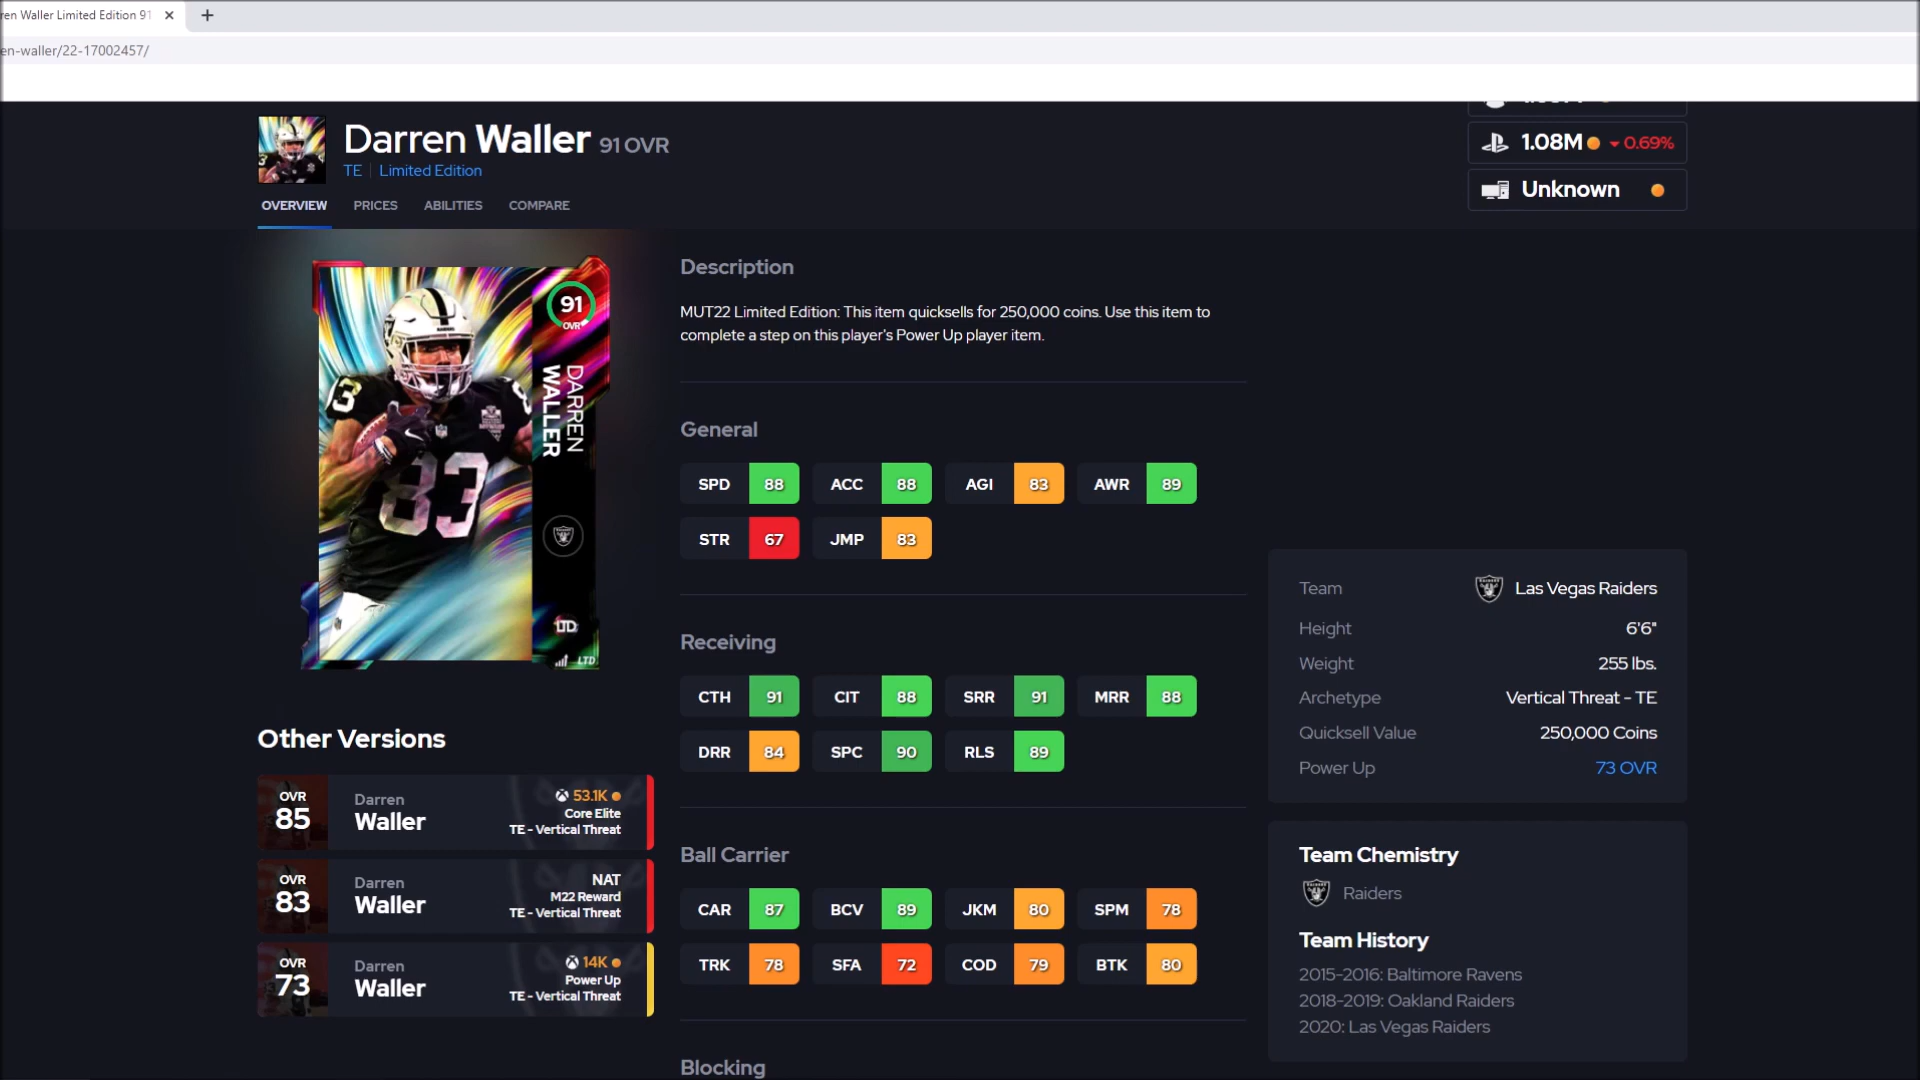 ren Waller Limited Edition 91
en-waller/22-17002457/
Darren Waller 91 OVR
TE Limited Edition
OVERVIEW PRICES ABILITIES COMPARE
1.08M 0.69%
Unknown
91
OVR
DARREN
WALLER
83
LTD
LTD
Description
MUT22 Limited Edition: This item quicksells for 250,000 coins. Use this item to
complete a step on this player's Power Up player item.
General
SPD 88 ACC 88 AGI 83 AWR 89
STR 67 JMP 83
Receiving
CTH 91 CIT 88 SRR 91 MRR 88
DRR 84 SPC 90 RLS 89
Ball Carrier
CAR 87 BCV 89 JKM 80 SPM 78
TRK 78 SFA 72 COD 79 BTK 80
Blocking
Other Versions
OVR
85
Darren
Waller
53.1K
Core Elite
TE - Vertical Threat
OVR
83
Darren
Waller
NAT
M22 Reward
TE - Vertical Threat
OVR
73
Darren
Waller
14K
Power Up
TE - Vertical Threat
Team Las Vegas Raiders
Height 6'6"
Weight 255 lbs.
Archetype Vertical Threat - TE
Quicksell Value 250,000 Coins
Power Up 73 OVR
Team Chemistry
Raiders
Team History
2015-2016: Baltimore Ravens
2018-2019: Oakland Raiders
2020: Las Vegas Raiders